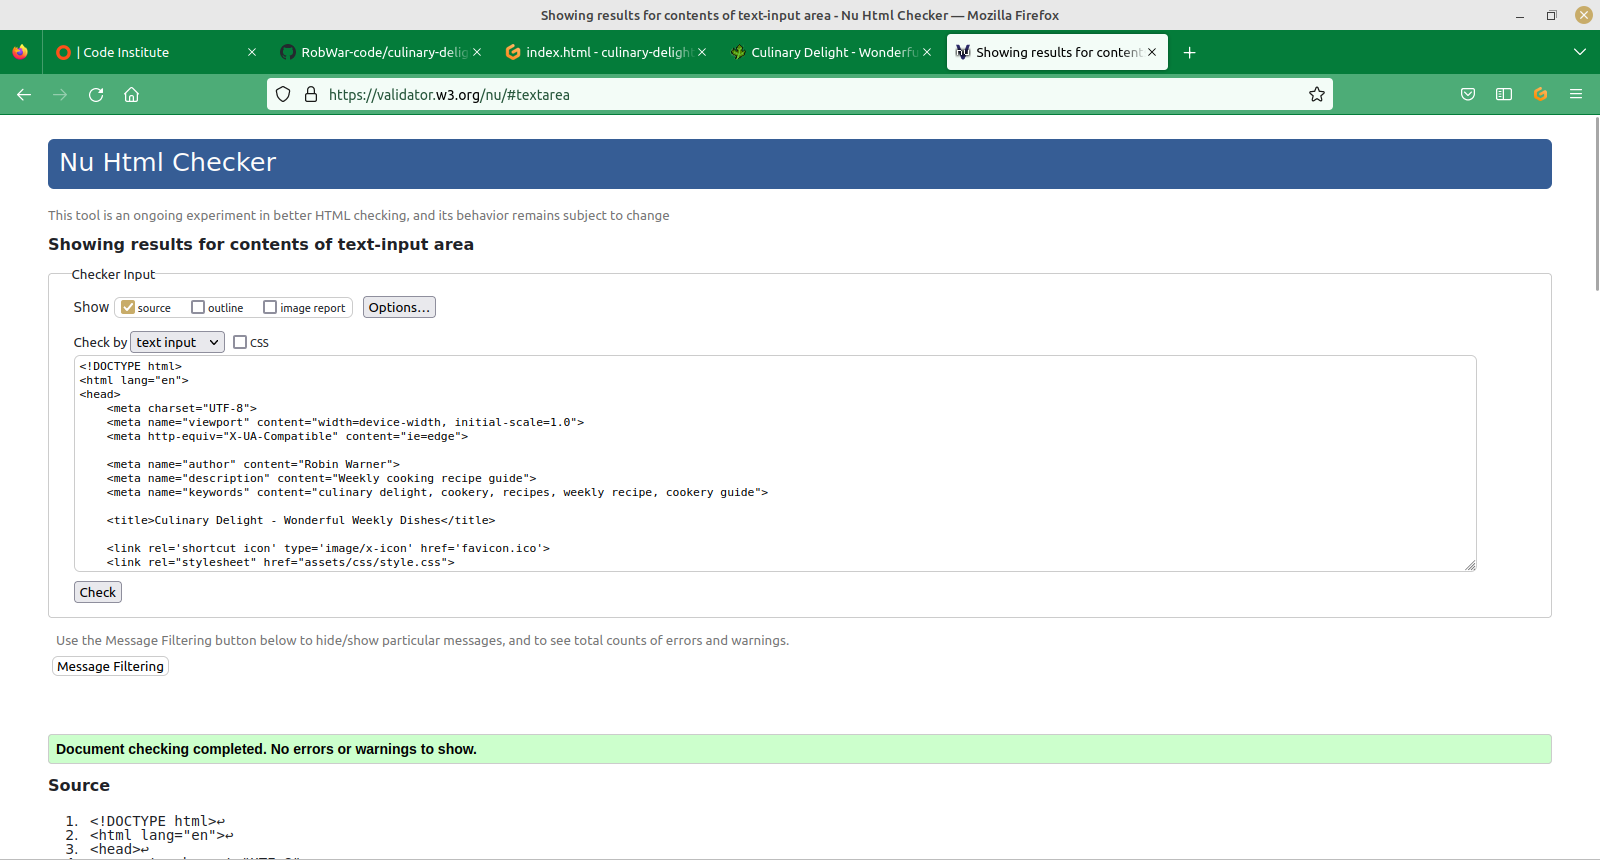 Showing results for contents of text-input area - Nu Html Checker — Mozilla Firefox
| Code Institute
RobWar-code/culinary-delig
index.html - culinary-delight
Culinary Delight - Wonderfu
Showing results for content
https://validator.w3.org/nu/#textarea
Nu Html Checker
This tool is an ongoing experiment in better HTML checking, and its behavior remains subject to change
Showing results for contents of text-input area
Checker Input
Show source outline image report Options...
Check by text input CSS
<!DOCTYPE html>
<html lang="en">
<head>
    <meta charset="UTF-8">
    <meta name="viewport" content="width=device-width, initial-scale=1.0">
    <meta http-equiv="X-UA-Compatible" content="ie=edge">
    <meta name="author" content="Robin Warner">
    <meta name="description" content="Weekly cooking recipe guide">
    <meta name="keywords" content="culinary delight, cookery, recipes, weekly recipe, cookery guide">
    <title>Culinary Delight - Wonderful Weekly Dishes</title>
    <link rel='shortcut icon' type='image/x-icon' href='favicon.ico'>
    <link rel="stylesheet" href="assets/css/style.css">
Check
Use the Message Filtering button below to hide/show particular messages, and to see total counts of errors and warnings.
Message Filtering
Document checking completed. No errors or warnings to show.
Source
1. <!DOCTYPE html>↩
2. <html lang="en">↩
3. <head>↩